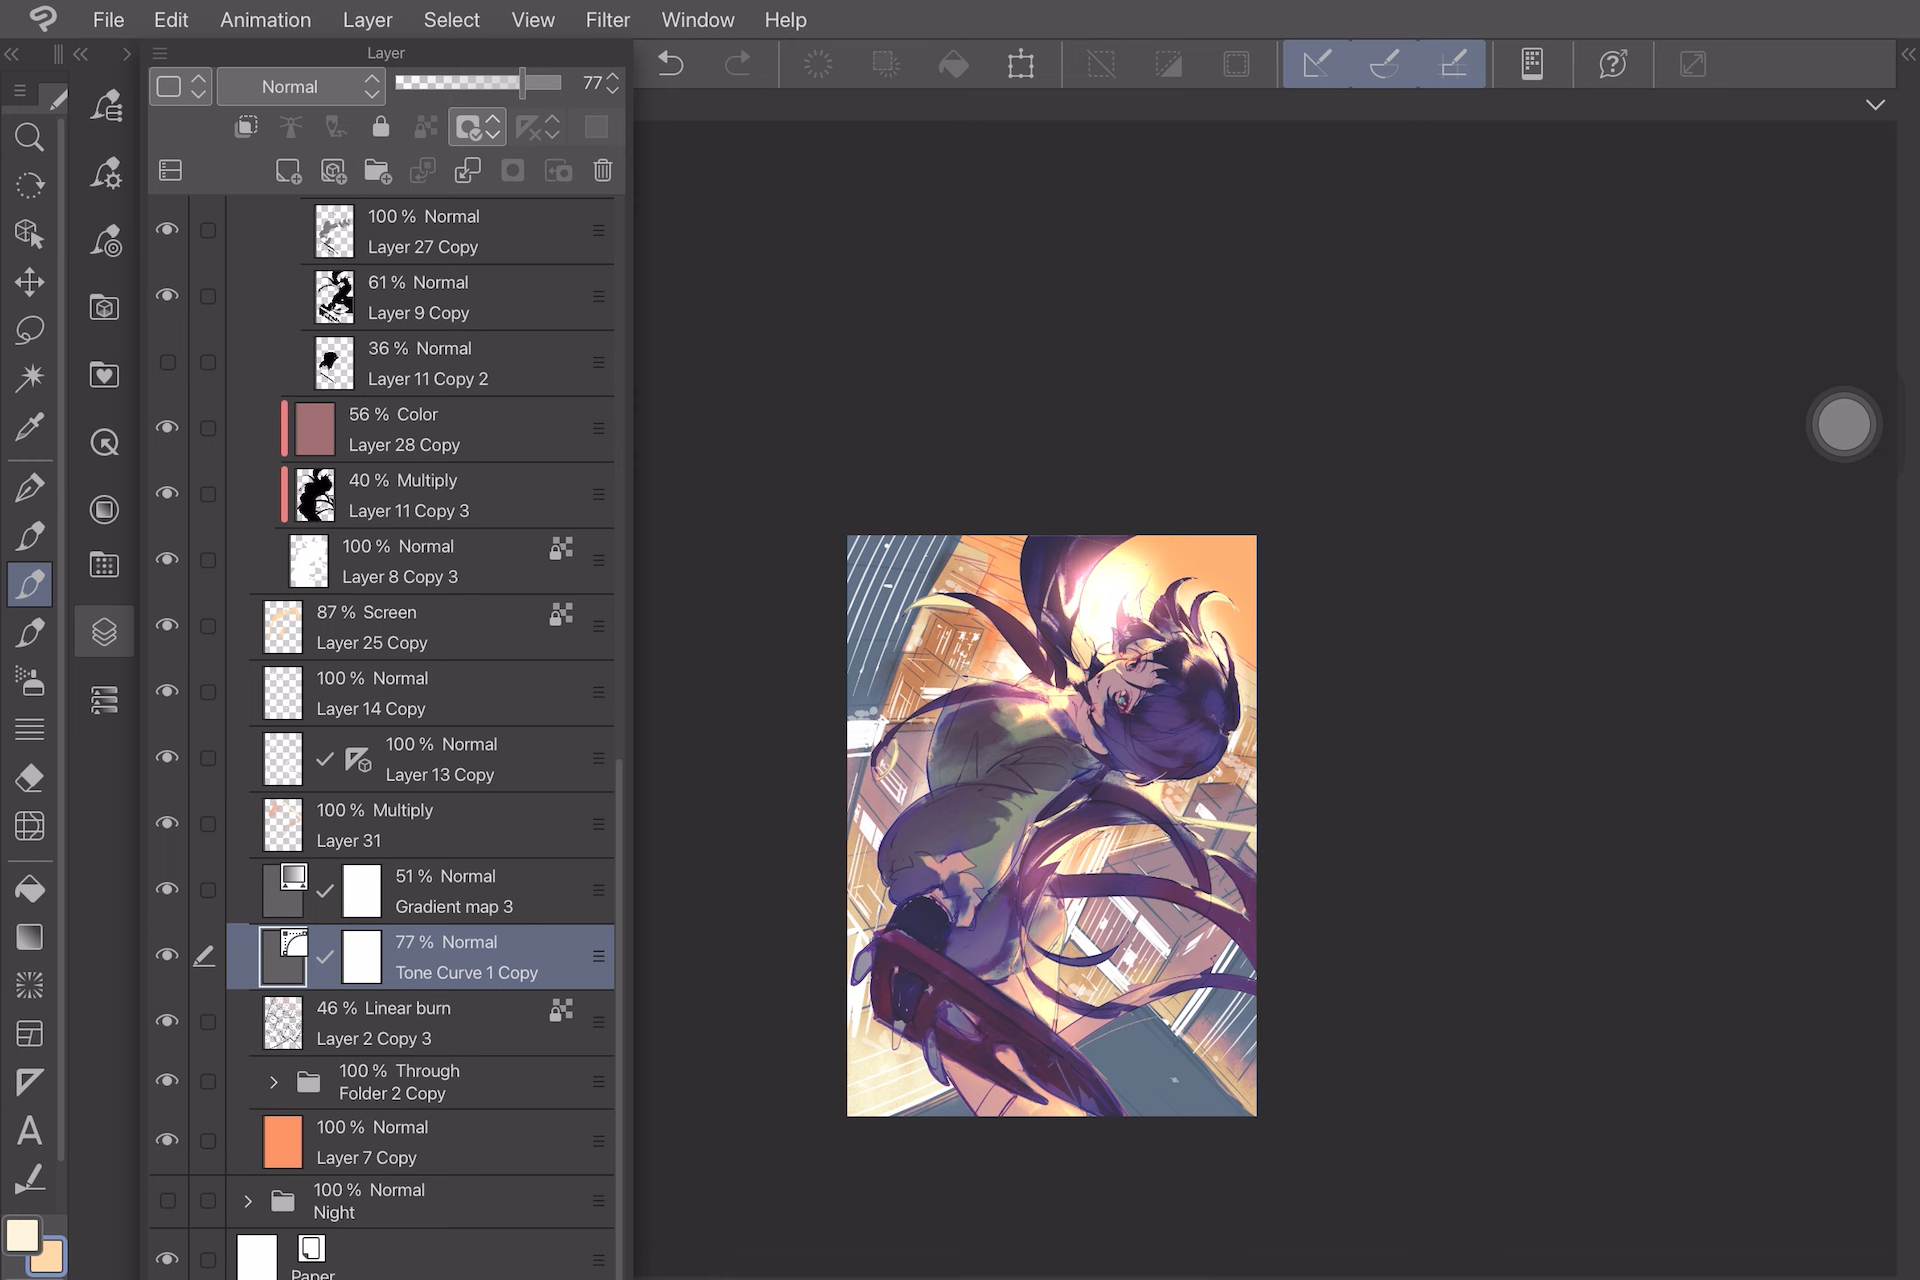 File Edit Animation Layer Select View Filter Window Help
Layer
Normal 77
100 % Normal
Layer 27 Copy
61 % Normal
Layer 9 Copy
36 % Normal
Layer 11 Copy 2
56 % Color
Layer 28 Copy
40 % Multiply
Layer 11 Copy 3
100 % Normal
Layer 8 Copy 3
87 % Screen
Layer 25 Copy
100 % Normal
Layer 14 Copy
100 % Normal
Layer 13 Copy
100 % Multiply
Layer 31
51 % Normal
Gradient map 3
77 % Normal
Tone Curve 1 Copy
46 % Linear burn
Layer 2 Copy 3
100 % Through
Folder 2 Copy
100 % Normal
Layer 7 Copy
100 % Normal
Night
Paper